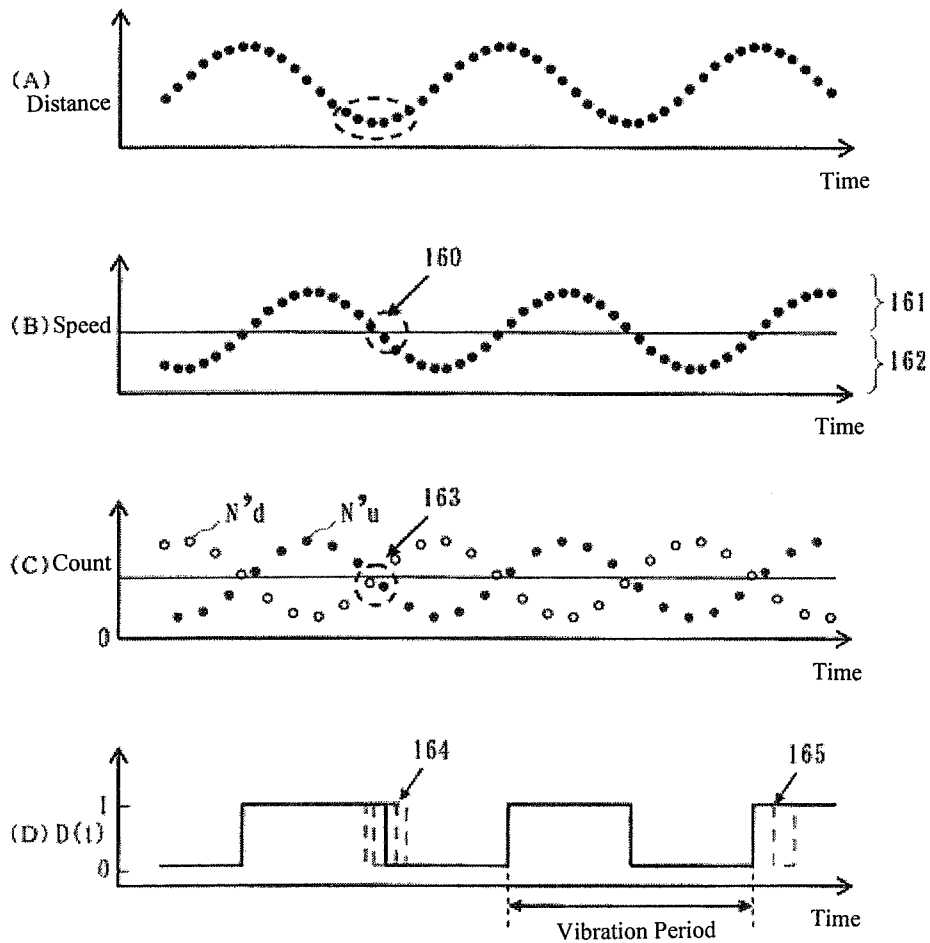 (A)
Distance
Time
160
(B) Speed
161
162
Time
N'd
N'u
163
(C) Count
0
Time
164
165
1
(D) D(t)
0
Time
Vibration Period